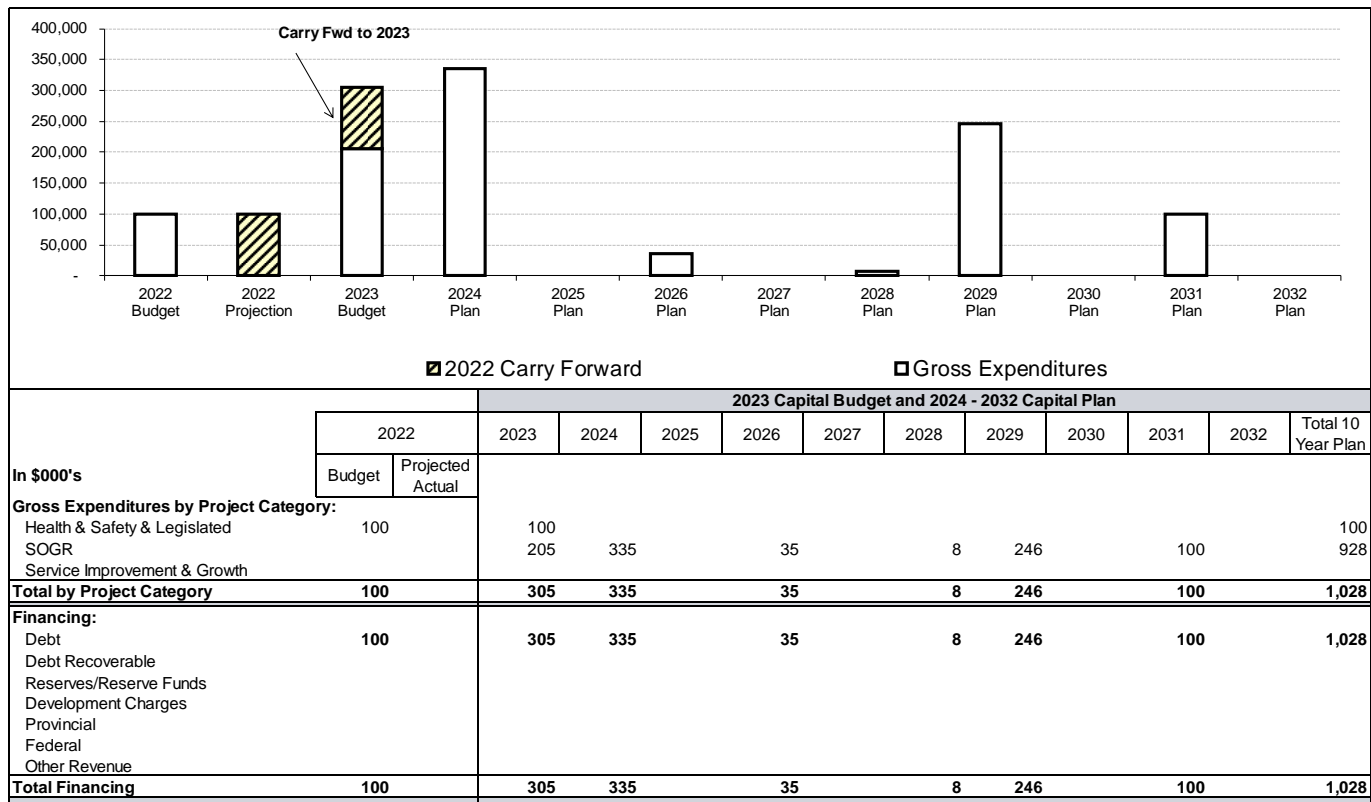 400,000
Carry Fwd to 2023
350,000
300,000
250,000
200,000
150,000
100,000
50,000
-
2022 2022 2023 2024 2025 2026 2027 2028 2029 2030 2031 2032
Budget Projection Budget Plan Plan Plan Plan Plan Plan Plan Plan Plan
2022 Carry Forward Gross Expenditures
2023 Capital Budget and 2024 - 2032 Capital Plan
2022 2023 2024 2025 2026 2027 2028 2029 2030 2031 2032 Total 10 Year Plan
In $000's Budget Projected Actual
Gross Expenditures by Project Category:
Health & Safety & Legislated 100 100 100
SOGR 205 335 35 8 246 100 928
Service Improvement & Growth
Total by Project Category 100 305 335 35 8 246 100 1,028
Financing:
Debt 100 305 335 35 8 246 100 1,028
Debt Recoverable
Reserves/Reserve Funds
Development Charges
Provincial
Federal
Other Revenue
Total Financing 100 305 335 35 8 246 100 1,028